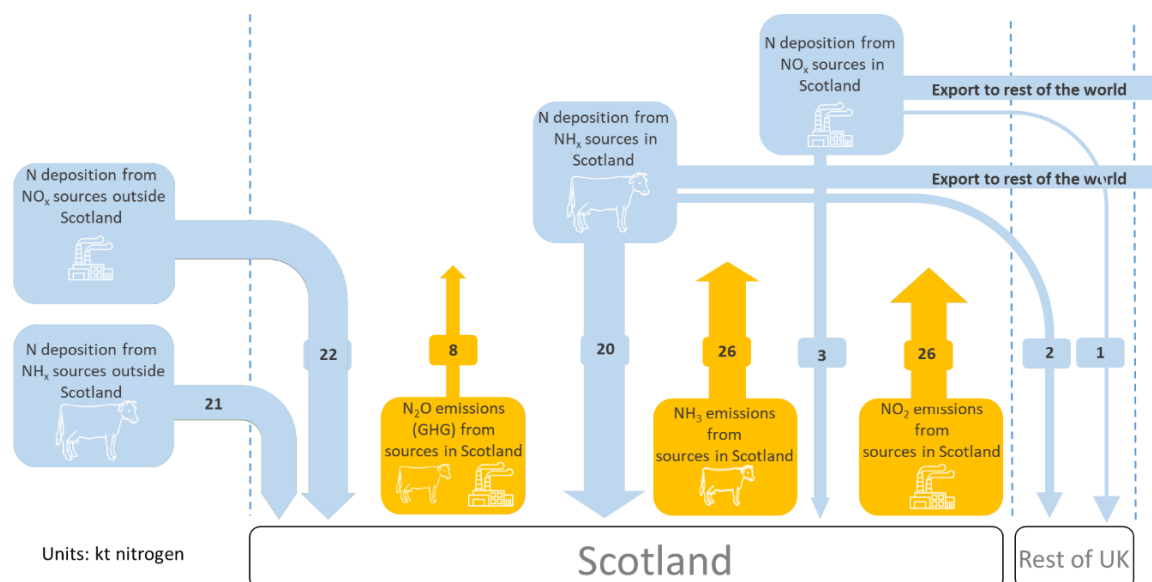 N deposition from
NOₓ sources in
Scotland
Export to rest of the world
N deposition from
NHₓ sources in
Scotland
Export to rest of the world
N deposition from
NOₓ sources outside
Scotland
N deposition from
NHₓ sources outside
Scotland
21
22
8
20
26
3
26
2
1
N₂O emissions
(GHG) from
sources in Scotland
NH₃ emissions
from
sources in Scotland
NO₂ emissions
from
sources in Scotland
Units: kt nitrogen
Scotland
Rest of UK